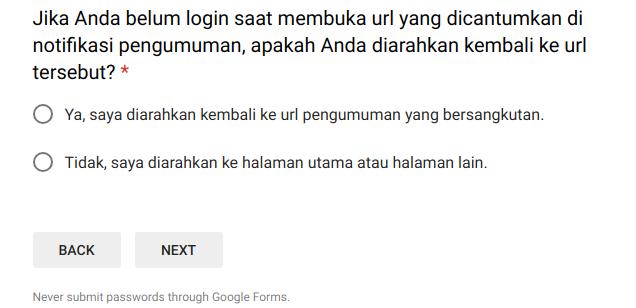 Jika Anda belum login saat membuka url yang dicantumkan di
notifikasi pengumuman, apakah Anda diarahkan kembali ke url
tersebut? *
Ya, saya diarahkan kembali ke url pengumuman yang bersangkutan.
Tidak, saya diarahkan ke halaman utama atau halaman lain.
BACK NEXT
Never submit passwords through Google Forms.